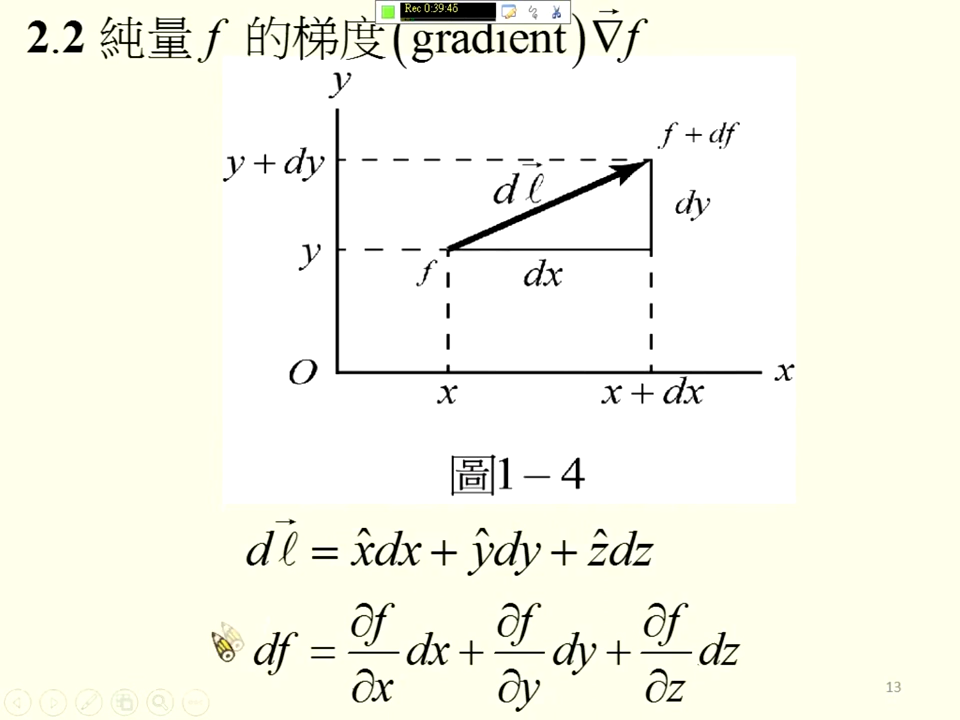 Rec 0:39:45
2.2 純量 f 的梯度(gradient)∇⃗f
y
f + df
y + dy
dℓ⃗
dy
y
f
dx
O
x
x + dx
x
圖1 – 4
dℓ⃗ = x̂dx + ŷdy + ẑdz
df = ∂f/∂x dx + ∂f/∂y dy + ∂f/∂z dz
13